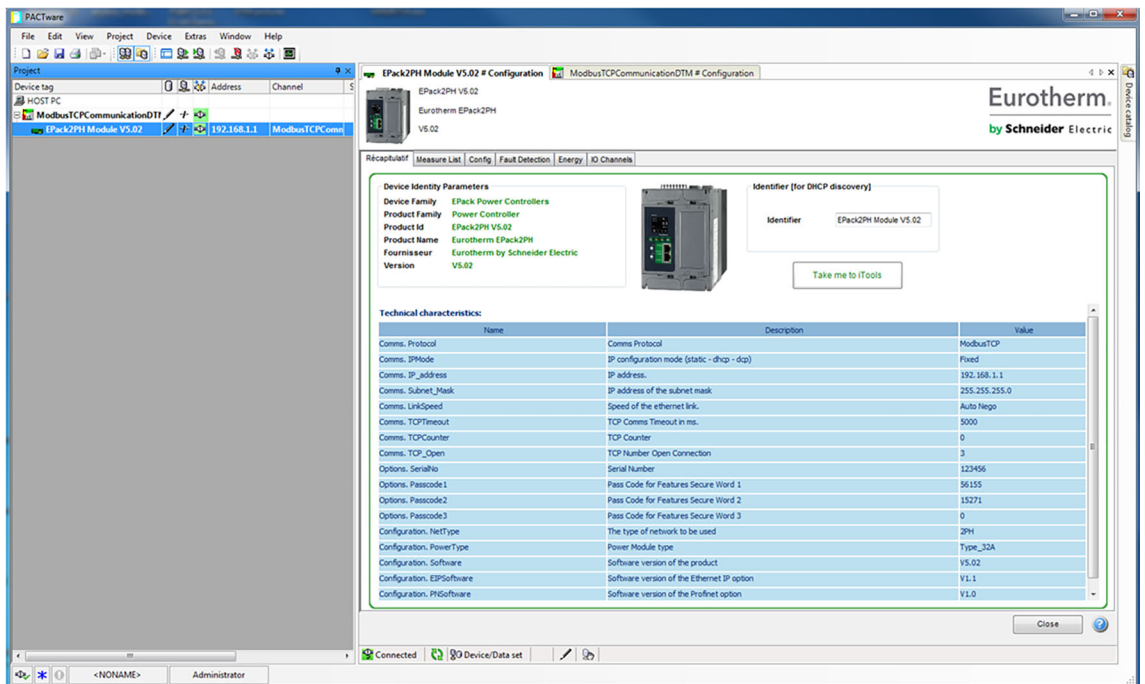 PACTware
File Edit View Project Device Extras Window Help
Project
Device tag Address Channel S
HOST PC
ModbusTCPCommunicationDTM
EPack2PH Module V5.02 192.168.1.1 ModbusTCPComm
EPack2PH Module V5.02 # Configuration ModbusTCPCommunicationDTM # Configuration
EPack2PH V5.02
Eurotherm EPack2PH
V5.02
Eurotherm.
by Schneider Electric
Device catalog
Récapitulatif Measure List Config Fault Detection Energy IO Channels
Device Identity Parameters
Device Family EPack Power Controllers
Product Family Power Controller
Product Id EPack2PH V5.02
Product Name Eurotherm EPack2PH
Fournisseur Eurotherm by Schneider Electric
Version V5.02
Identifier [for DHCP discovery]
Identifier EPack2PH Module V5.02
Take me to iTools
Technical characteristics:
Name Description Value
Comms. Protocol Comms Protocol ModbusTCP
Comms. IPMode IP configuration mode (static - dhcp - dcp) Fixed
Comms. IP_address IP address. 192.168.1.1
Comms. Subnet_Mask IP address of the subnet mask 255.255.255.0
Comms. LinkSpeed Speed of the ethernet link. Auto Nego
Comms. TCPTimeout TCP Comms Timeout in ms. 5000
Comms. TCPCounter TCP Counter 0
Comms. TCP_Open TCP Number Open Connection 3
Options. SerialNo Serial Number 123456
Options. Passcode1 Pass Code for Features Secure Word 1 56155
Options. Passcode2 Pass Code for Features Secure Word 2 15271
Options. Passcode3 Pass Code for Features Secure Word 3 0
Configuration. NetType The type of network to be used 2PH
Configuration. PowerType Power Module type Type_32A
Configuration. Software Software version of the product V5.02
Configuration. EIPSoftware Software version of the Ethernet IP option V1.1
Configuration. PNSoftware Software version of the Profinet option V1.0
Close
Connected Device/Data set
<NONAME> Administrator